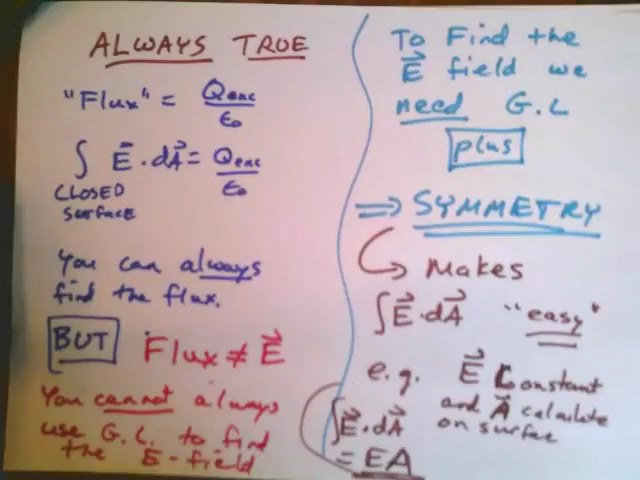 ALWAYS TRUE
"Flux" = Qenc/ε₀
∫ E⃗ · dA⃗ = Qenc/ε₀
CLOSED
SURFACE
You can always
find the flux.
BUT Flux ≠ E⃗
You cannot always
use G.L. to find
the E-field
To Find the
E⃗ field we
need G.L
plus
⇒ SYMMETRY
↳ Makes
∫ E⃗ · dA⃗ "easy"
e.g. E⃗ Constant
and A⃗ calculate
on surface
∫ E⃗ · dA⃗
= EA